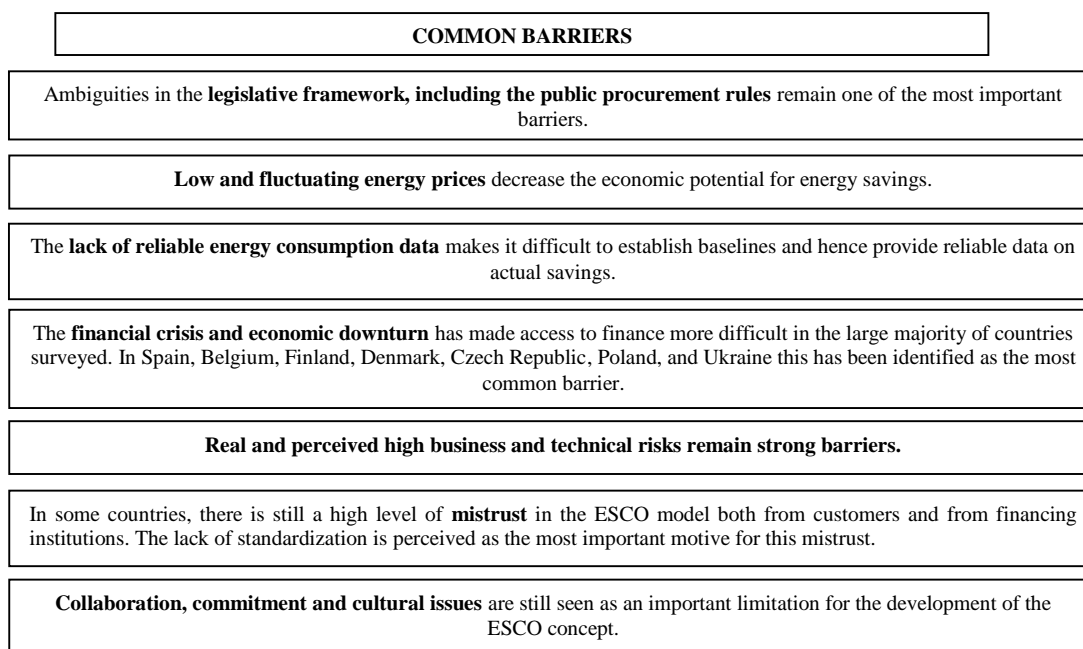 COMMON BARRIERS
Ambiguities in the legislative framework, including the public procurement rules remain one of the most important
barriers.
Low and fluctuating energy prices decrease the economic potential for energy savings.
The lack of reliable energy consumption data makes it difficult to establish baselines and hence provide reliable data on
actual savings.
The financial crisis and economic downturn has made access to finance more difficult in the large majority of countries
surveyed. In Spain, Belgium, Finland, Denmark, Czech Republic, Poland, and Ukraine this has been identified as the most
common barrier.
Real and perceived high business and technical risks remain strong barriers.
In some countries, there is still a high level of mistrust in the ESCO model both from customers and from financing
institutions. The lack of standardization is perceived as the most important motive for this mistrust.
Collaboration, commitment and cultural issues are still seen as an important limitation for the development of the
ESCO concept.